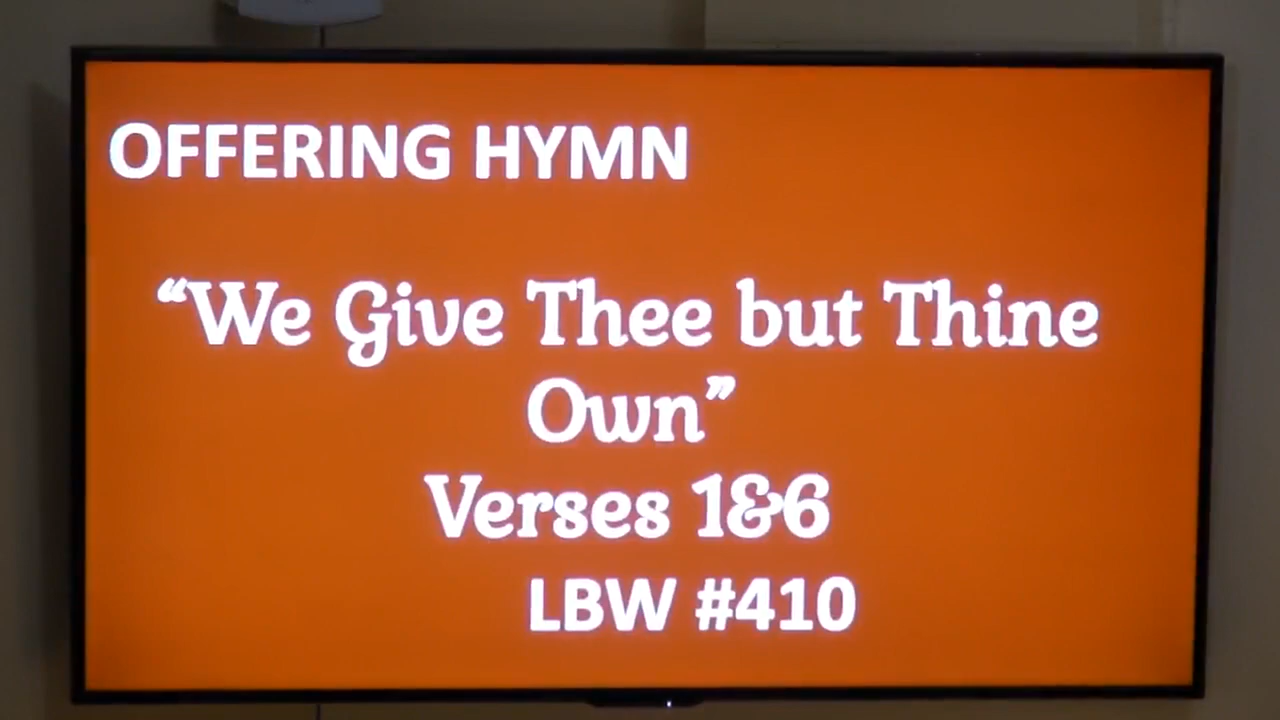 OFFERING HYMN
“We Give Thee but Thine
Own”
Verses 1&6
LBW #410